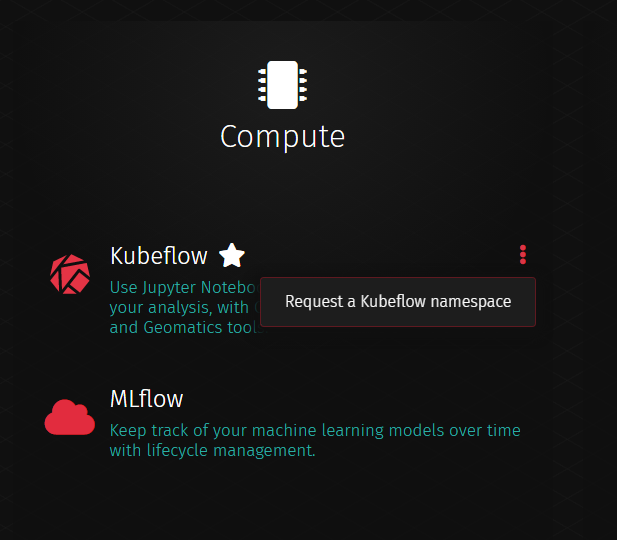 Compute
Kubeflow
Use Jupyter Notebo
Request a Kubeflow namespace
your analysis, with
and Geomatics tool
MLflow
Keep track of your machine learning models over time
with lifecycle management.